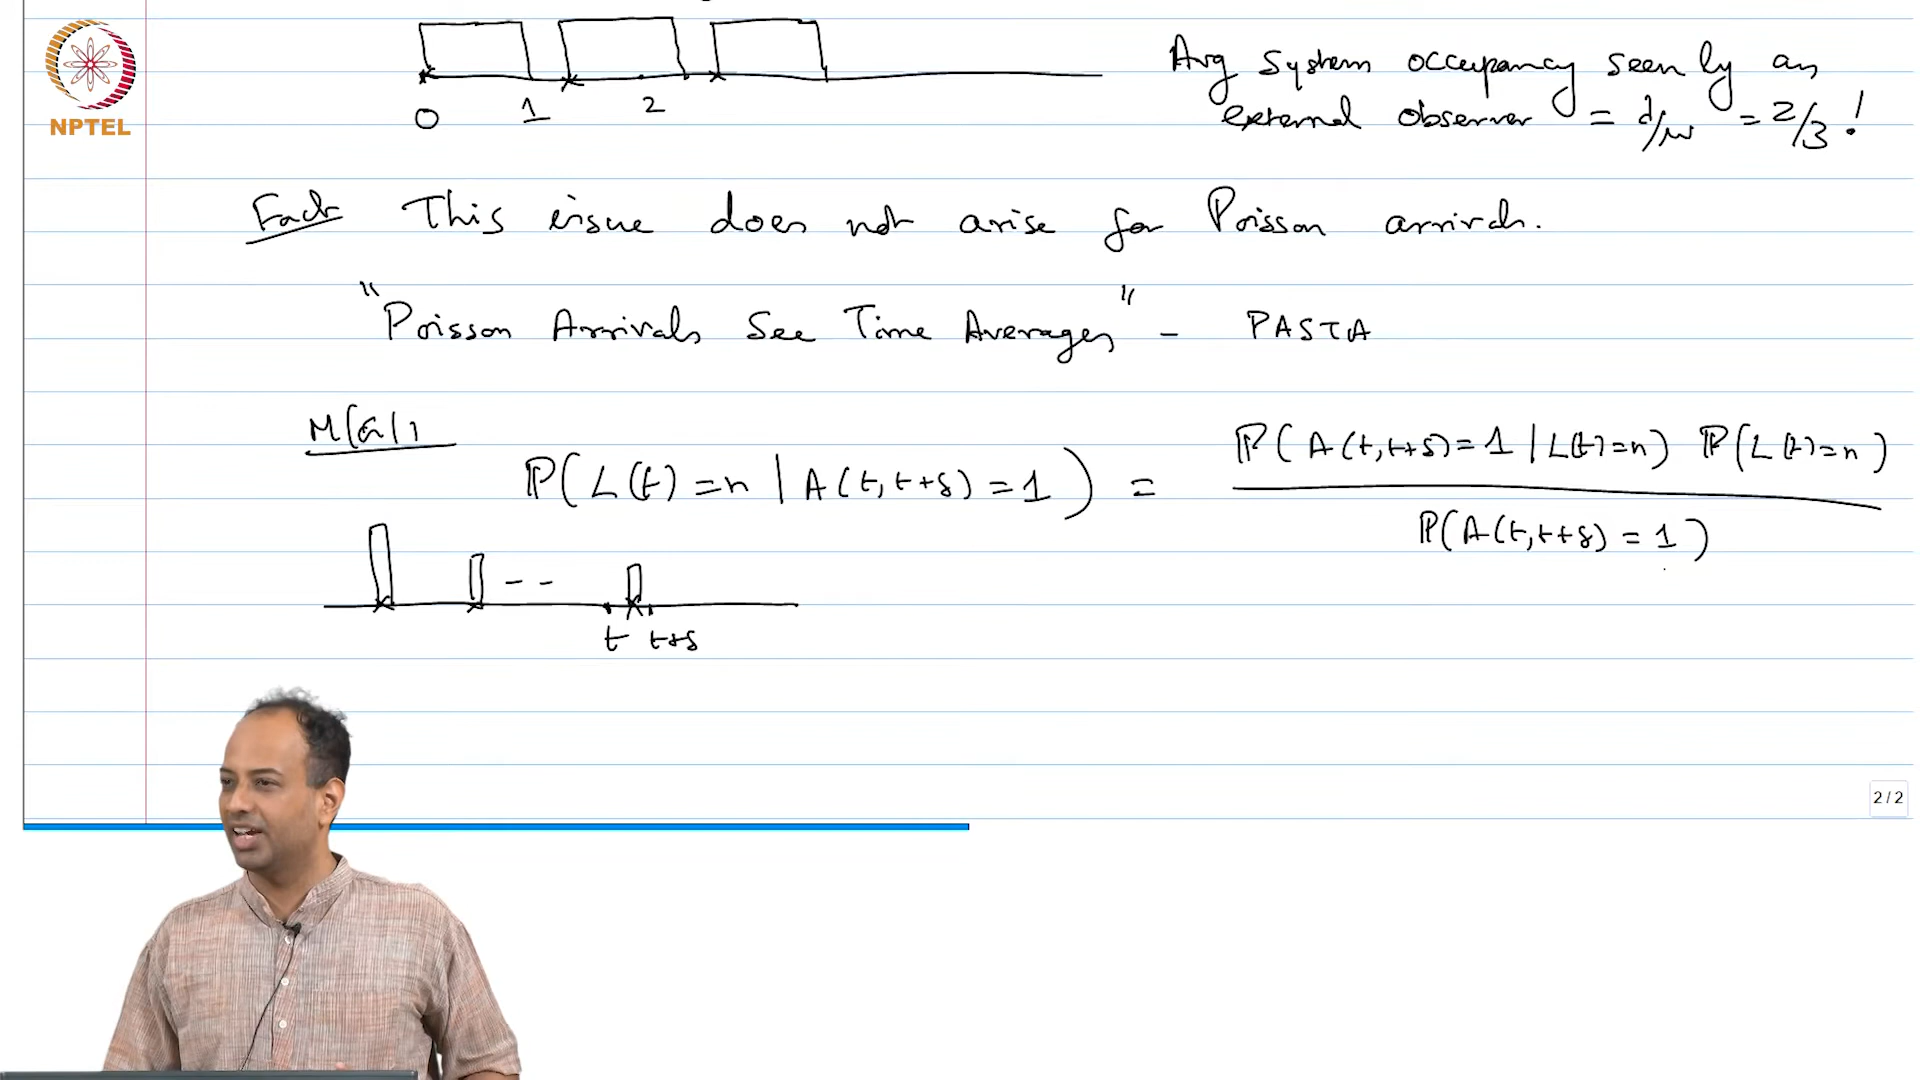 NPTEL
0 1 2
Avg system occupancy seen by an
external observer = λ/μ = 2/3 !
Fact This issue does not arise for Poisson arrivals.
"Poisson Arrivals See Time Averages" - PASTA
M/G/1
P(L(t) = n | A(t, t+δ) = 1) = P(A(t, t+δ) = 1 | L(t) = n) P(L(t) = n)
P(A(t, t+δ) = 1)
t t+δ
2 / 2